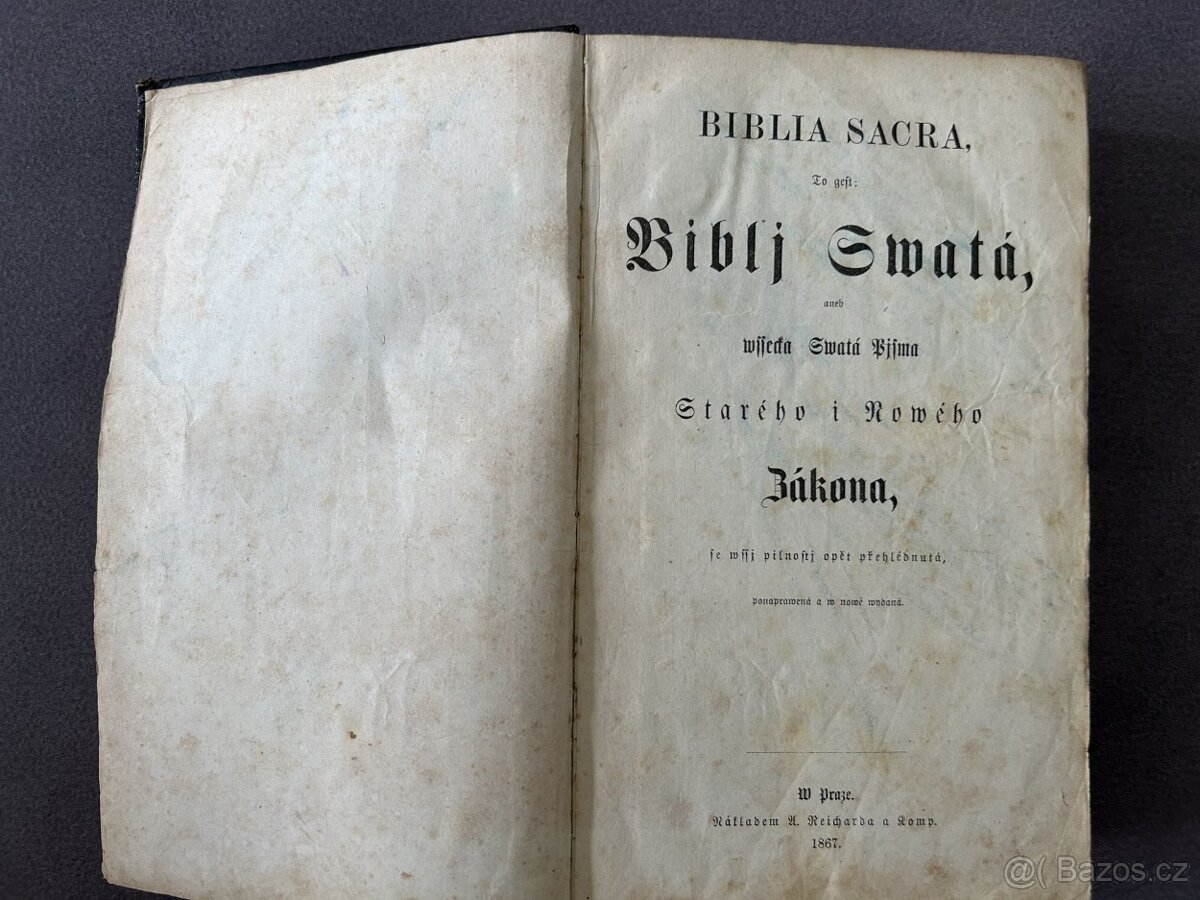 BIBLIA SACRA,
To gest:
Biblj Swatá,
aneb
wssecka Swatá Pjsma
Starého i Nowého
Zákona,
se wssj pilnostj opět přehlédnutá,
ponaprawená a w nowě wydaná.
W Praze.
Nákladem A. Reicharda a Komp.
1867.
@( Bazos.cz